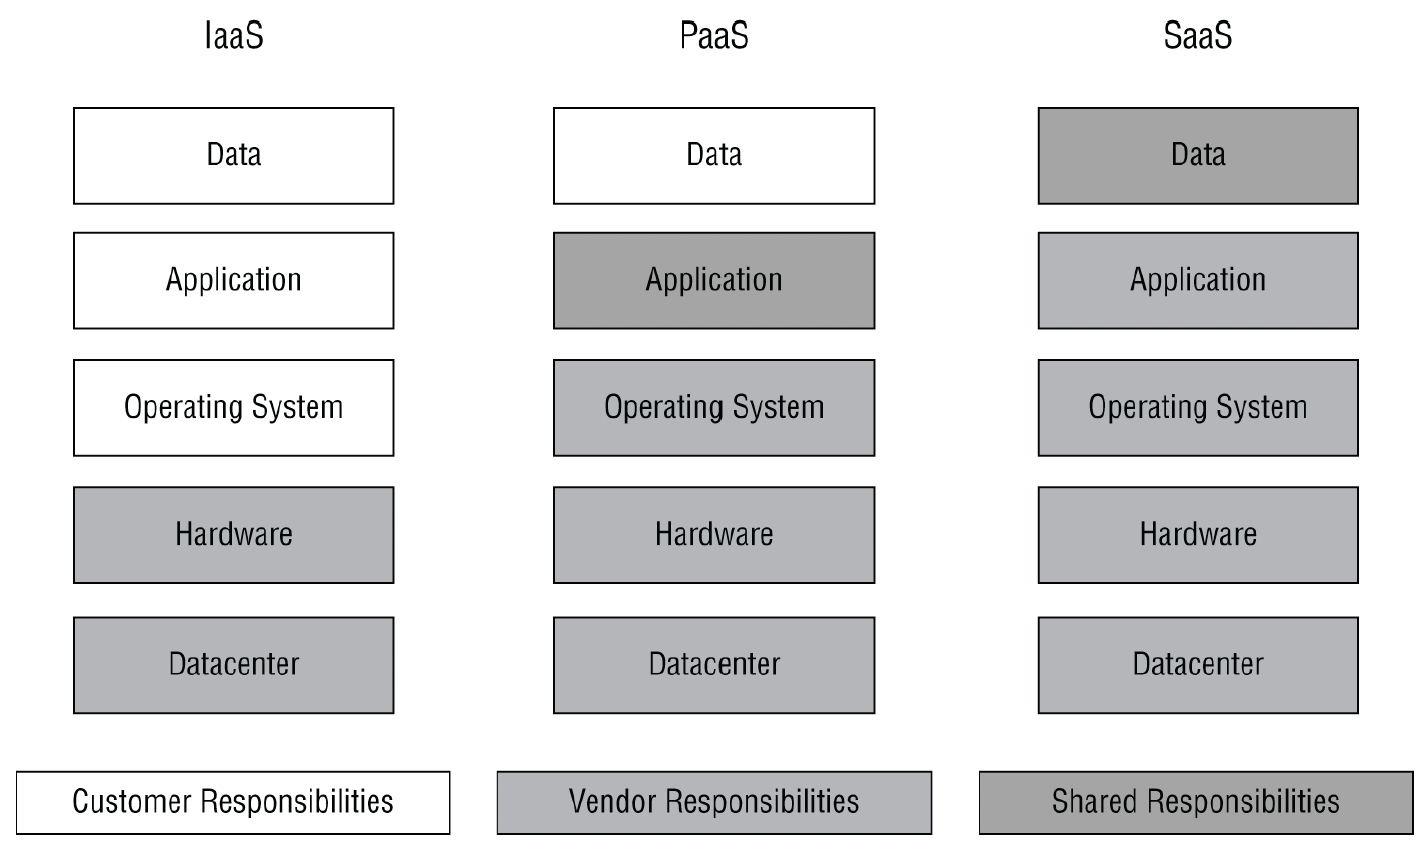 IaaS
PaaS
SaaS
Data
Data
Data
Application
Application
Application
Operating System
Operating System
Operating System
Hardware
Hardware
Hardware
Datacenter
Datacenter
Datacenter
Customer Responsibilities
Vendor Responsibilities
Shared Responsibilities